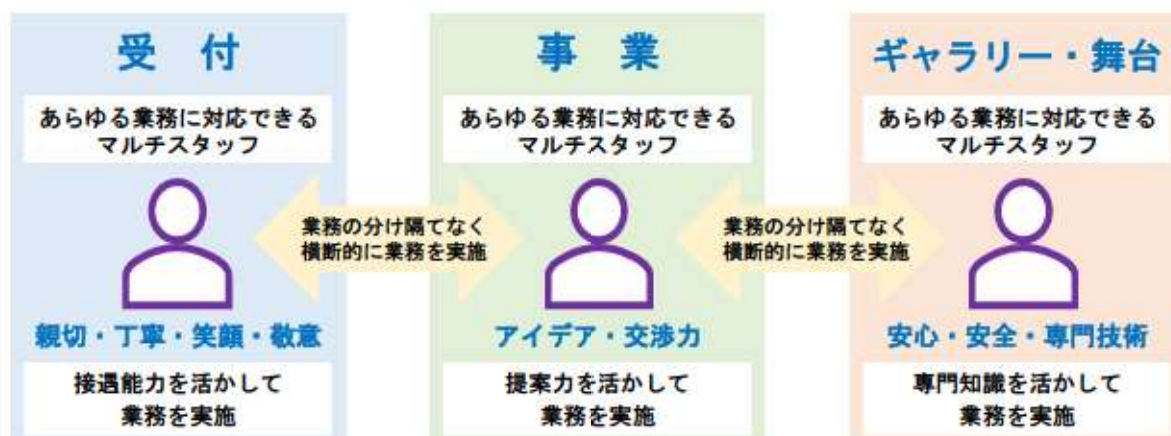 受　付
あらゆる業務に対応できる
マルチスタッフ
親切・丁寧・笑顔・敬意
接遇能力を活かして
業務を実施
業務の分け隔てなく
横断的に業務を実施
事　業
あらゆる業務に対応できる
マルチスタッフ
アイデア・交渉力
提案力を活かして
業務を実施
業務の分け隔てなく
横断的に業務を実施
ギャラリー・舞台
あらゆる業務に対応できる
マルチスタッフ
安心・安全・専門技術
専門知識を活かして
業務を実施